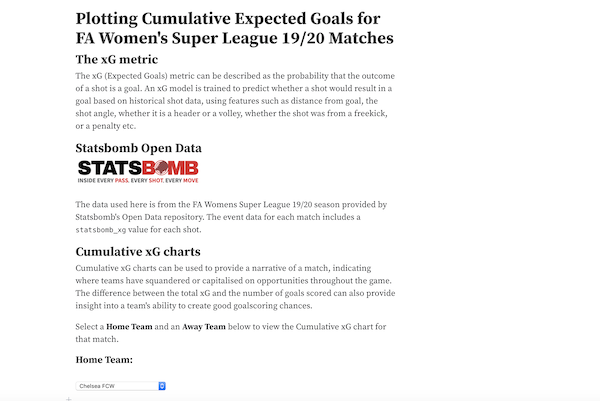 Plotting Cumulative Expected Goals for
FA Women's Super League 19/20 Matches
The xG metric
The xG (Expected Goals) metric can be described as the probability that the outcome
of a shot is a goal. An xG model is trained to predict whether a shot would result in a
goal based on historical shot data, using features such as distance from goal, the
shot angle, whether it is a header or a volley, whether the shot was from a freekick,
or a penalty etc.
Statsbomb Open Data
STATSBOMB
INSIDE EVERY PASS, EVERY SHOT, EVERY MOVE
The data used here is from the FA Womens Super League 19/20 season provided by
Statsbomb's Open Data repository. The event data for each match includes a
statsbomb_xg value for each shot.
Cumulative xG charts
Cumulative xG charts can be used to provide a narrative of a match, indicating
where teams have squandered or capitalised on opportunities throughout the game.
The difference between the total xG and the number of goals scored can also provide
insight into a team's ability to create good goalscoring chances.
Select a Home Team and an Away Team below to view the Cumulative xG chart for
that match.
Home Team:
Chelsea FCW